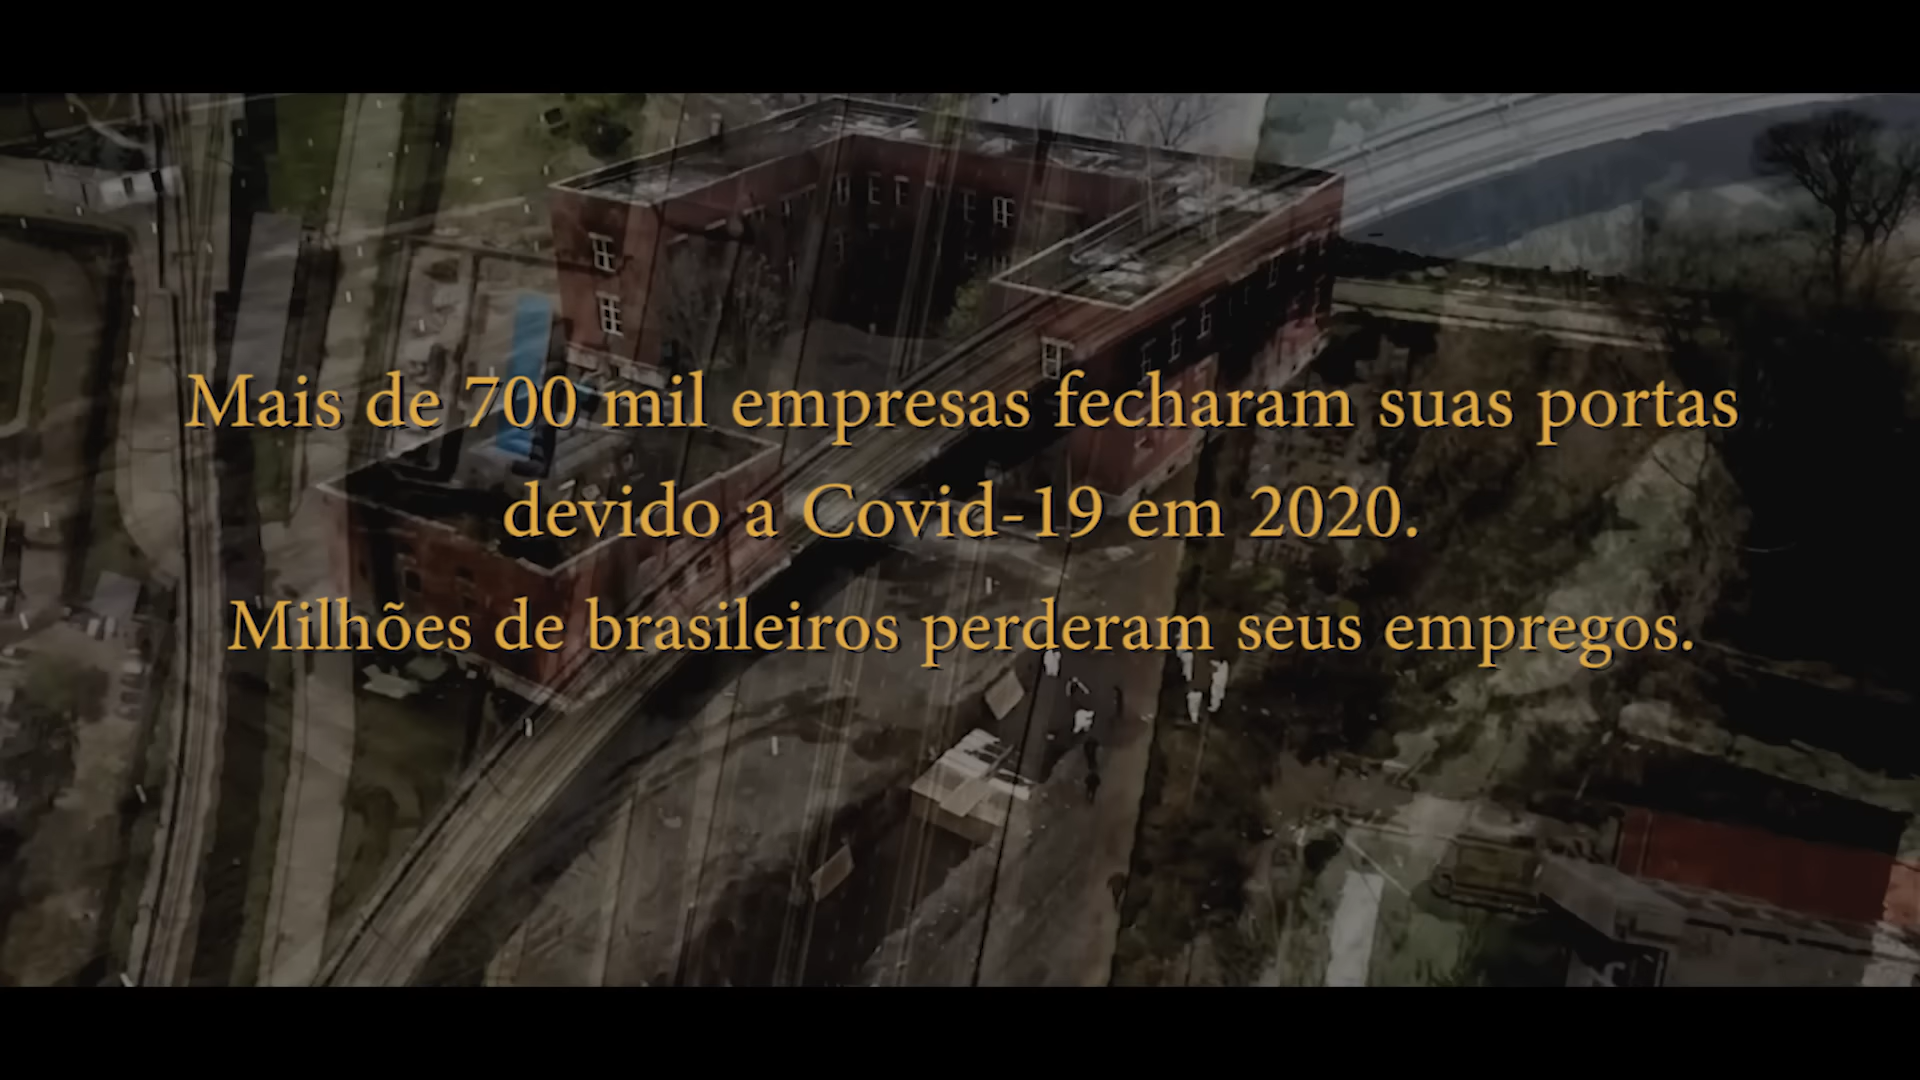 Mais de 700 mil empresas fecharam suas portas
devido a Covid-19 em 2020.
Milhões de brasileiros perderam seus empregos.